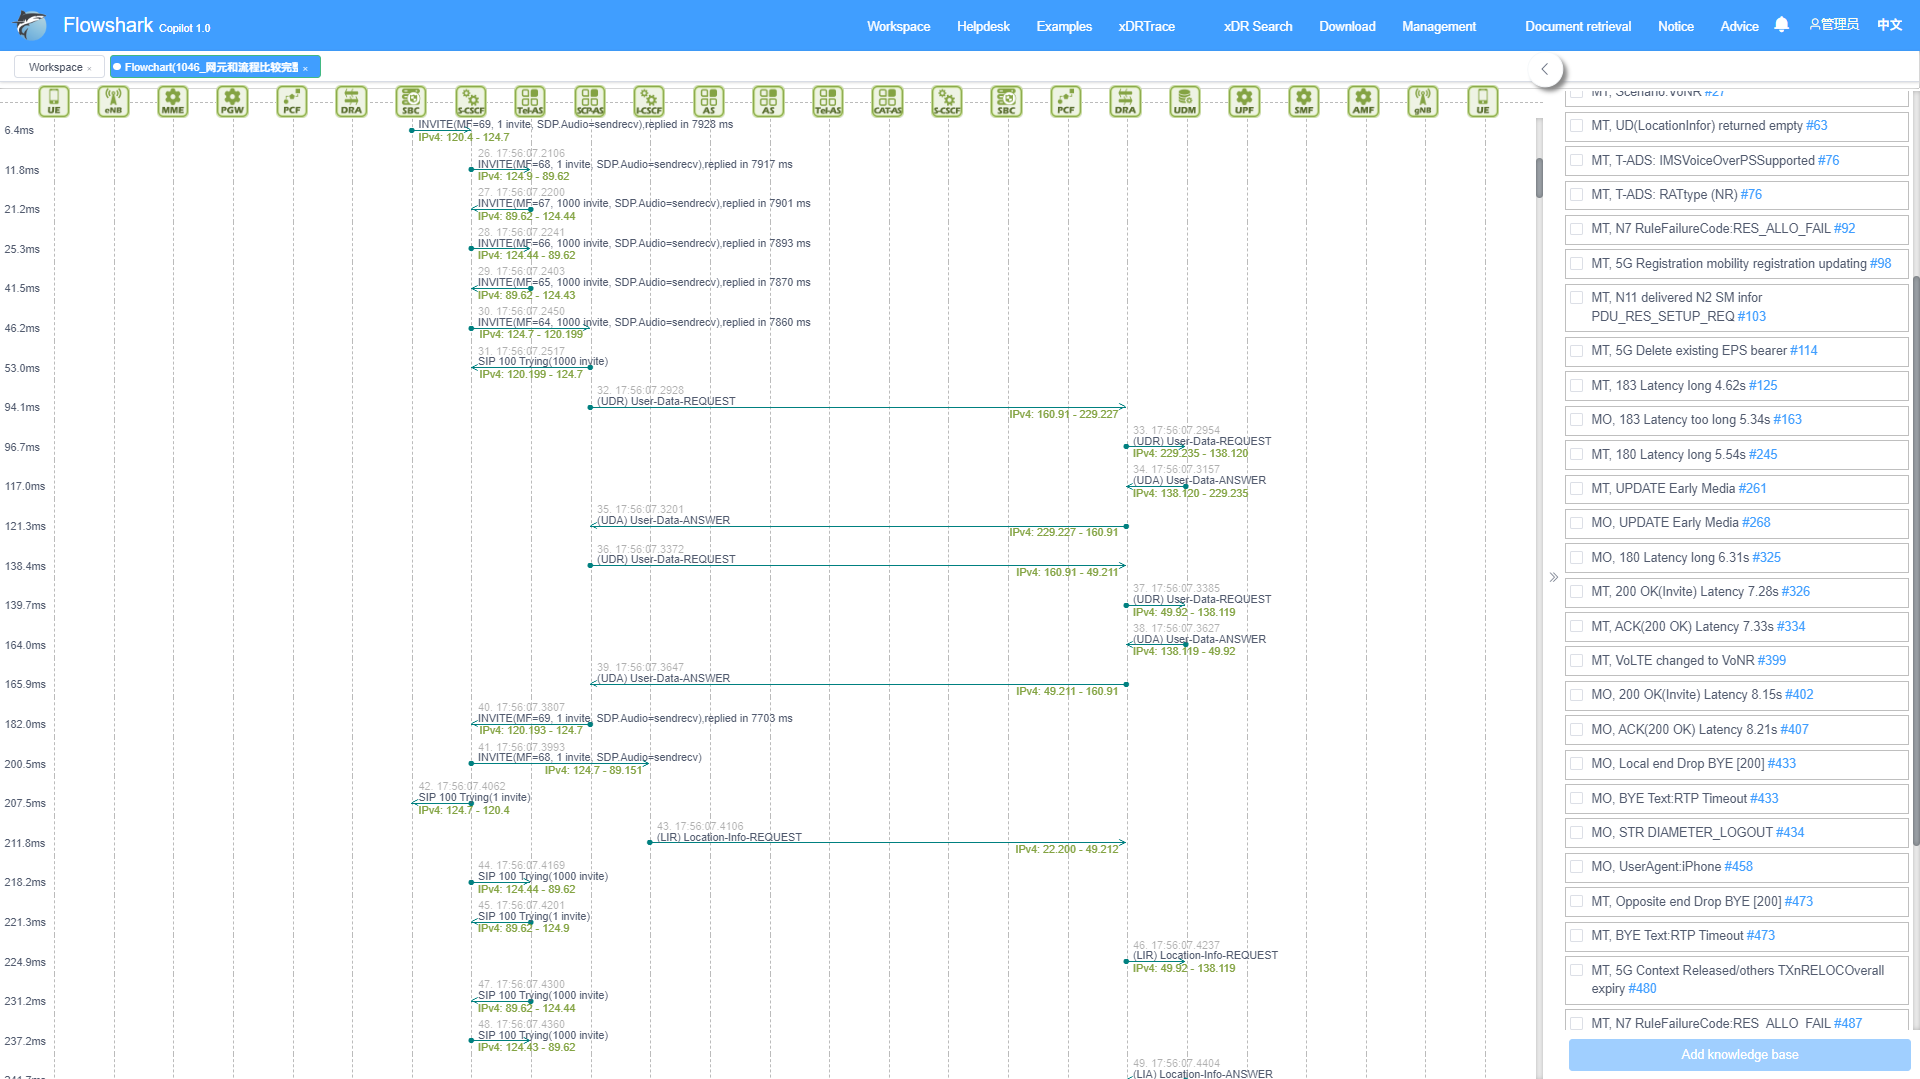 Flowshark Copilot 1.0
Workspace Helpdesk Examples xDRTrace xDR Search Download Management Document retrieval Notice Advice 管理员 中文
Workspace ×
Flowchart(1046_网元和流程比较完整 ×
UE eNB MME PGW PCF DRA SBC S-CSCF Tel-AS SCP-AS I-CSCF AS AS Tel-AS CAT-AS S-CSCF SBC PCF DRA UDM UPF SMF AMF gNB UE
6.4ms
INVITE(MF=69, 1 invite, SDP.Audio=sendrecv),replied in 7928 ms
IPv4: 120.4 - 124.7
11.8ms
26. 17:56:07.2106
INVITE(MF=68, 1 invite, SDP.Audio=sendrecv),replied in 7917 ms
IPv4: 124.9 - 89.62
21.2ms
27. 17:56:07.2200
INVITE(MF=67, 1000 invite, SDP.Audio=sendrecv),replied in 7901 ms
IPv4: 89.62 - 124.44
25.3ms
28. 17:56:07.2241
INVITE(MF=66, 1000 invite, SDP.Audio=sendrecv),replied in 7893 ms
IPv4: 124.44 - 89.62
41.5ms
29. 17:56:07.2403
INVITE(MF=65, 1000 invite, SDP.Audio=sendrecv),replied in 7870 ms
IPv4: 89.62 - 124.43
46.2ms
30. 17:56:07.2450
INVITE(MF=64, 1000 invite, SDP.Audio=sendrecv),replied in 7860 ms
IPv4: 124.7 - 120.199
53.0ms
31. 17:56:07.2517
SIP 100 Trying(1000 invite)
IPv4: 120.199 - 124.7
94.1ms
32. 17:56:07.2928
(UDR) User-Data-REQUEST
IPv4: 160.91 - 229.227
96.7ms
33. 17:56:07.2954
(UDR) User-Data-REQUEST
IPv4: 229.235 - 138.120
117.0ms
34. 17:56:07.3157
(UDA) User-Data-ANSWER
IPv4: 138.120 - 229.235
121.3ms
35. 17:56:07.3201
(UDA) User-Data-ANSWER
IPv4: 229.227 - 160.91
138.4ms
36. 17:56:07.3372
(UDR) User-Data-REQUEST
IPv4: 160.91 - 49.211
139.7ms
37. 17:56:07.3385
(UDR) User-Data-REQUEST
IPv4: 49.92 - 138.119
164.0ms
38. 17:56:07.3627
(UDA) User-Data-ANSWER
IPv4: 138.119 - 49.92
165.9ms
39. 17:56:07.3647
(UDA) User-Data-ANSWER
IPv4: 49.211 - 160.91
182.0ms
40. 17:56:07.3807
INVITE(MF=69, 1 invite, SDP.Audio=sendrecv),replied in 7703 ms
IPv4: 120.193 - 124.7
200.5ms
41. 17:56:07.3993
INVITE(MF=68, 1 invite, SDP.Audio=sendrecv)
IPv4: 124.7 - 89.151
207.5ms
42. 17:56:07.4062
SIP 100 Trying(1 invite)
IPv4: 124.7 - 120.4
211.8ms
43. 17:56:07.4106
(LIR) Location-Info-REQUEST
IPv4: 22.200 - 49.212
218.2ms
44. 17:56:07.4169
SIP 100 Trying(1000 invite)
IPv4: 124.44 - 89.62
221.3ms
45. 17:56:07.4201
SIP 100 Trying(1 invite)
IPv4: 89.62 - 124.9
224.9ms
46. 17:56:07.4237
(LIR) Location-Info-REQUEST
IPv4: 49.92 - 138.119
231.2ms
47. 17:56:07.4300
SIP 100 Trying(1000 invite)
IPv4: 89.62 - 124.44
237.2ms
48. 17:56:07.4360
SIP 100 Trying(1000 invite)
IPv4: 124.43 - 89.62
241.7ms
49. 17:56:07.4404
(LIA) Location-Info-ANSWER
MT, Scenario:VoNR #27
MT, UD(LocationInfor) returned empty #63
MT, T-ADS: IMSVoiceOverPSSupported #76
MT, T-ADS: RATtype (NR) #76
MT, N7 RuleFailureCode:RES_ALLO_FAIL #92
MT, 5G Registration mobility registration updating #98
MT, N11 delivered N2 SM infor
PDU_RES_SETUP_REQ #103
MT, 5G Delete existing EPS bearer #114
MT, 183 Latency long 4.62s #125
MO, 183 Latency too long 5.34s #163
MT, 180 Latency long 5.54s #245
MT, UPDATE Early Media #261
MO, UPDATE Early Media #268
MO, 180 Latency long 6.31s #325
MT, 200 OK(Invite) Latency 7.28s #326
MT, ACK(200 OK) Latency 7.33s #334
MT, VoLTE changed to VoNR #399
MO, 200 OK(Invite) Latency 8.15s #402
MO, ACK(200 OK) Latency 8.21s #407
MO, Local end Drop BYE [200] #433
MO, BYE Text:RTP Timeout #433
MO, STR DIAMETER_LOGOUT #434
MO, UserAgent:iPhone #458
MT, Opposite end Drop BYE [200] #473
MT, BYE Text:RTP Timeout #473
MT, 5G Context Released/others TXnRELOCOverall
expiry #480
MT, N7 RuleFailureCode:RES_ALLO_FAIL #487
Add knowledge base